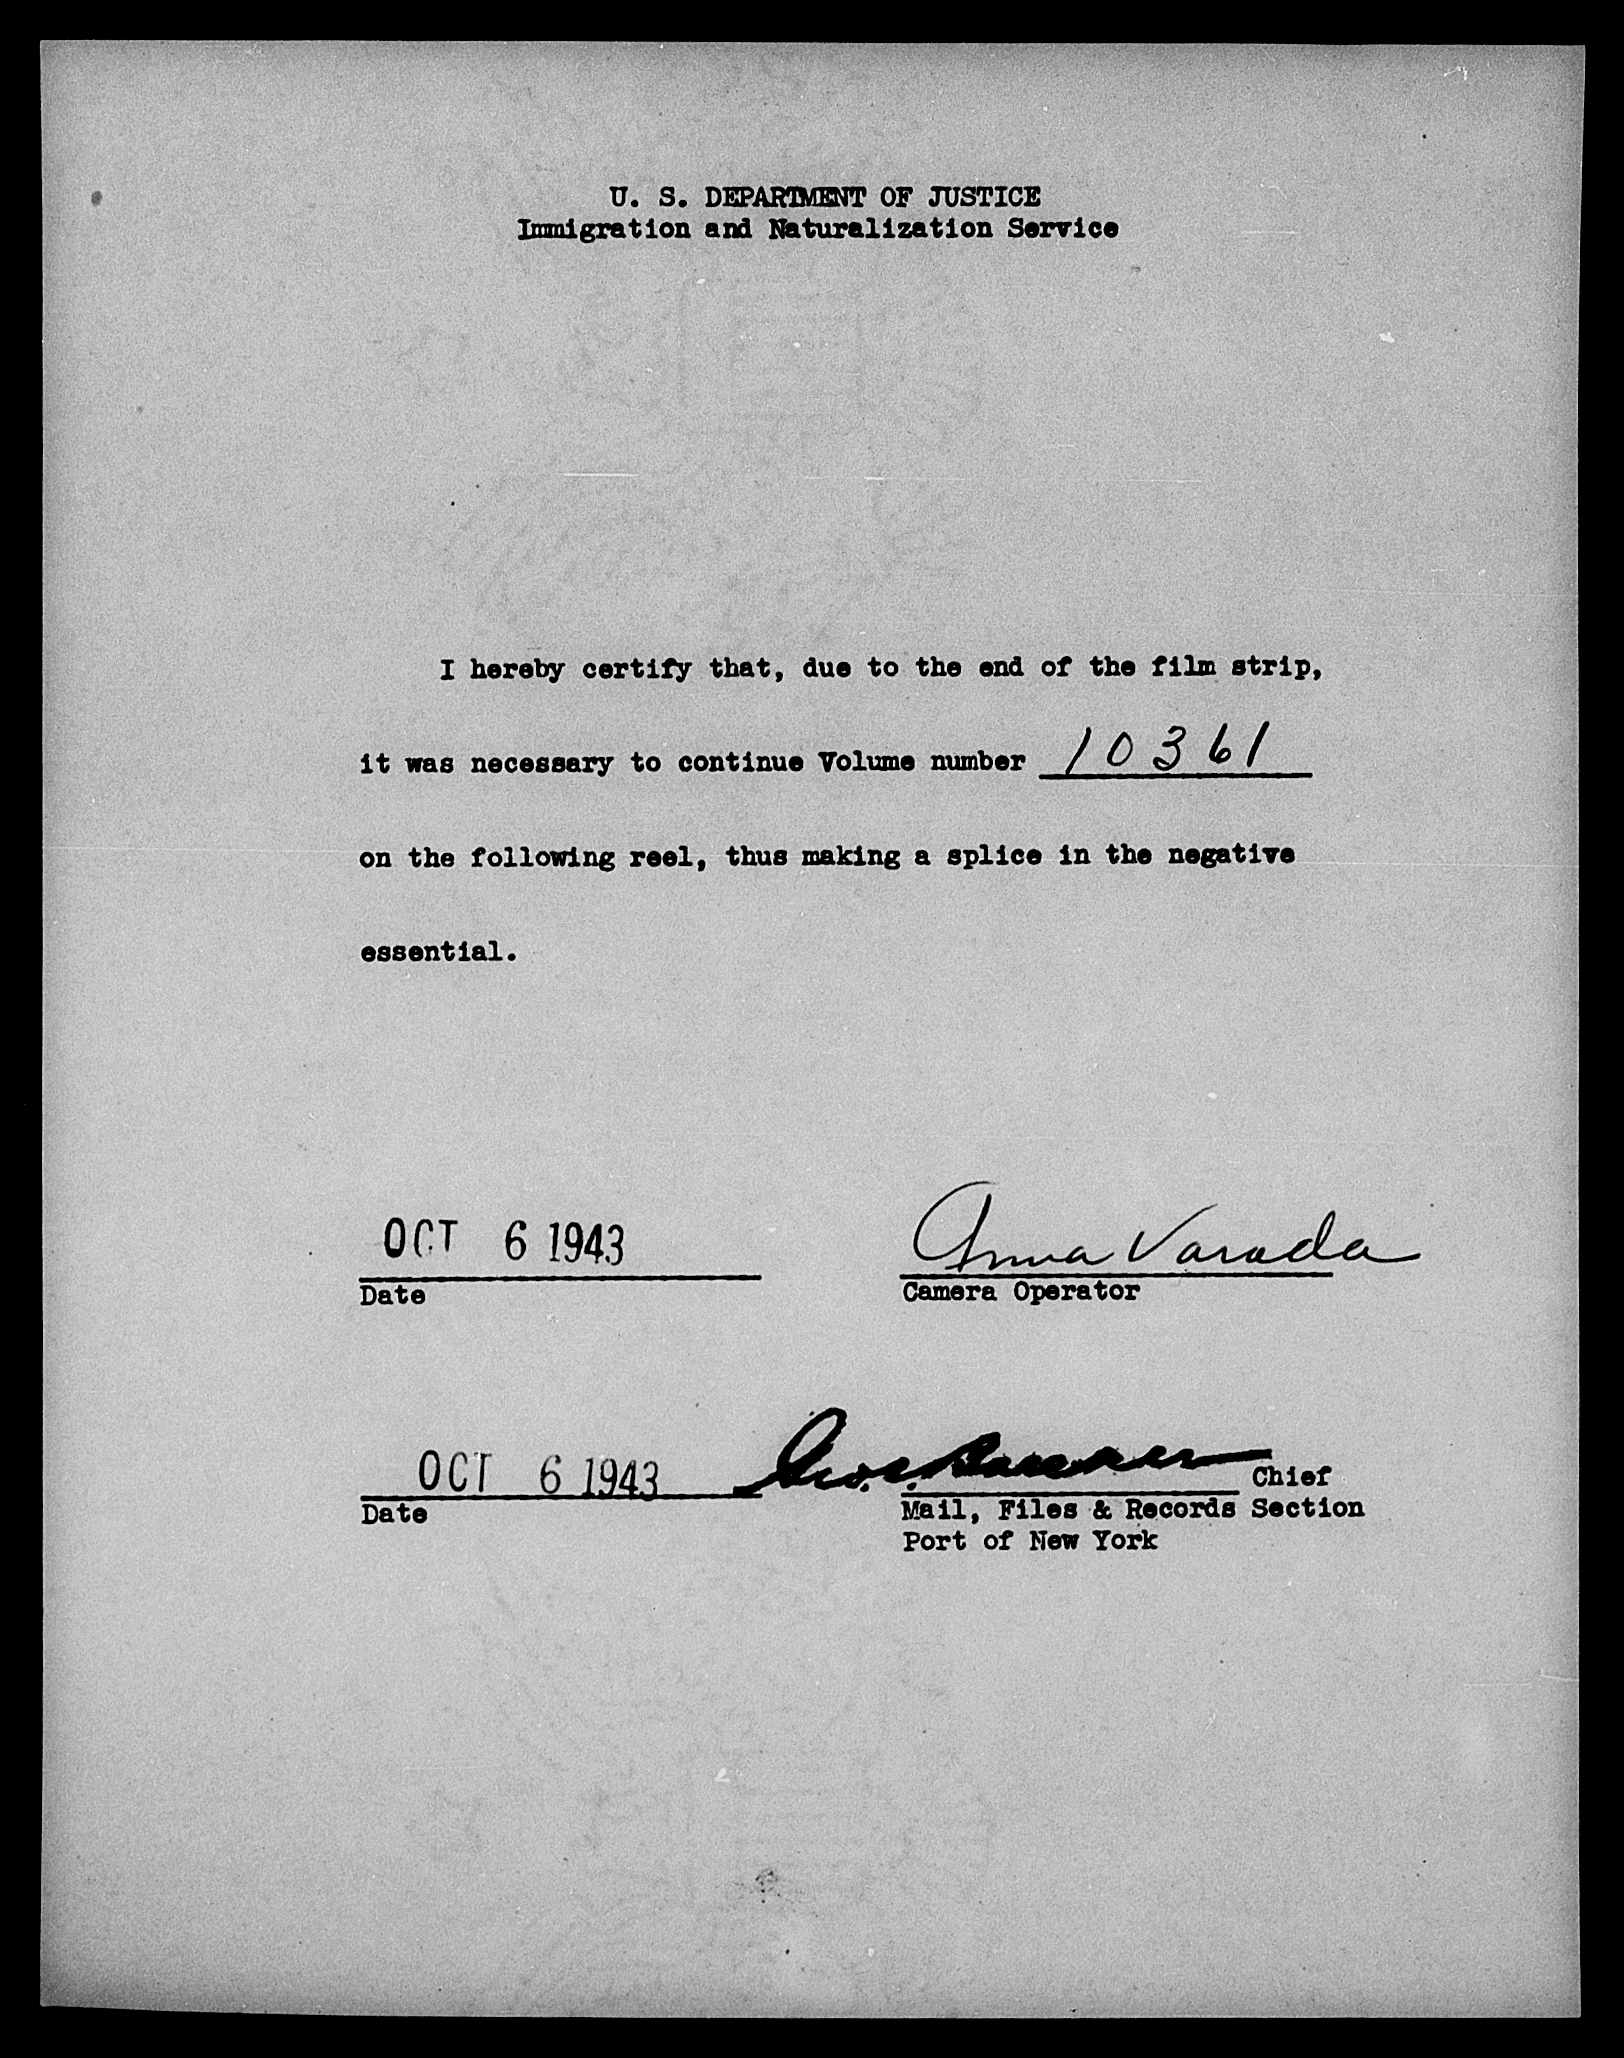 U. S. DEPARTMENT OF JUSTICE
Immigration and Naturalization Service
I hereby certify that, due to the end of the film strip,
it was necessary to continue Volume number 10361
on the following reel, thus making a splice in the negative
essential.
OCT 6 1943 Anna Varada
Date Camera Operator
OCT 6 1943 Chief
Date Mail, Files & Records Section
Port of New York